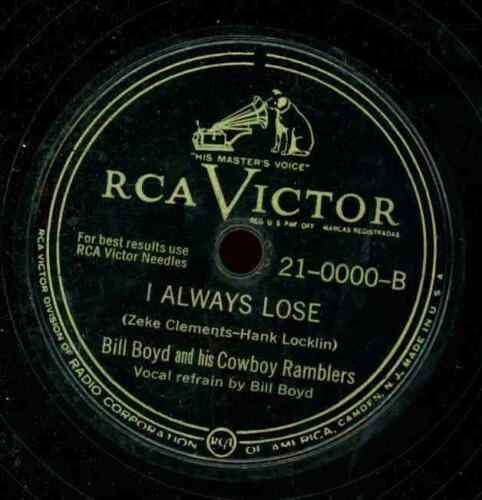 "HIS MASTER'S VOICE"
RCA VICTOR
REG. U. S. PAT. OFF. MARCAS REGISTRADAS
For best results use
RCA Victor Needles
21-0000-B
I ALWAYS LOSE
(Zeke Clements-Hank Locklin)
Bill Boyd and his Cowboy Ramblers
Vocal refrain by Bill Boyd
RCA VICTOR DIVISION OF RADIO CORPORATION OF AMERICA, CAMDEN, N. J. MADE IN U S A
RCA